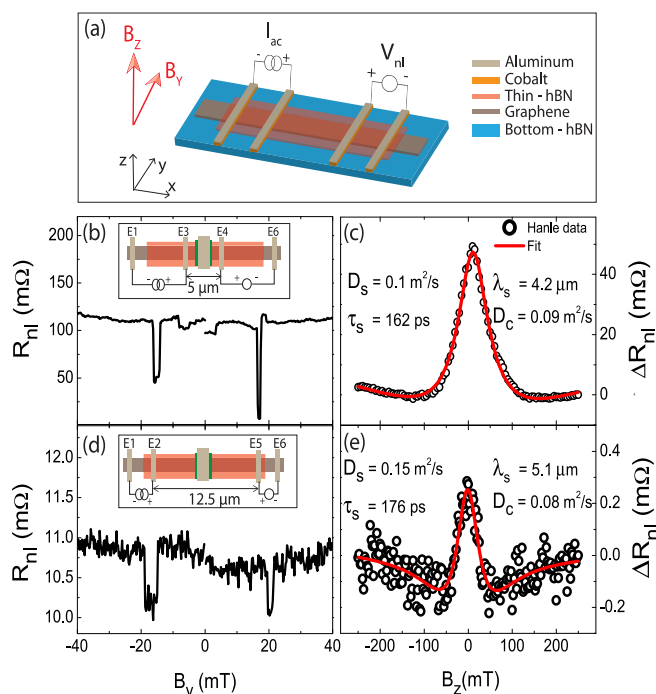 (a)
B_Z
B_Y
I_ac
- +
V_nl
+ -
Aluminum
Cobalt
Thin - hBN
Graphene
Bottom - hBN
z
y
x
(b)
E1 E3 E4 E6
- + + -
5 μm
R_nl (mΩ)
200
150
100
50
(c)
Hanle data
Fit
D_s = 0.1 m²/s
λ_s = 4.2 μm
τ_s = 162 ps
D_c = 0.09 m²/s
40
20
0
ΔR_nl (mΩ)
(d)
E1 E2 E5 E6
- + + -
12.5 μm
R_nl (mΩ)
12.0
11.5
11.0
10.5
10.0
-40 -20 0 20 40
B_y (mT)
(e)
D_s = 0.15 m²/s
λ_s = 5.1 μm
τ_s = 176 ps
D_c = 0.08 m²/s
0.4
0.2
0.0
-0.2
ΔR_nl (mΩ)
-200 -100 0 100 200
B_z(mT)